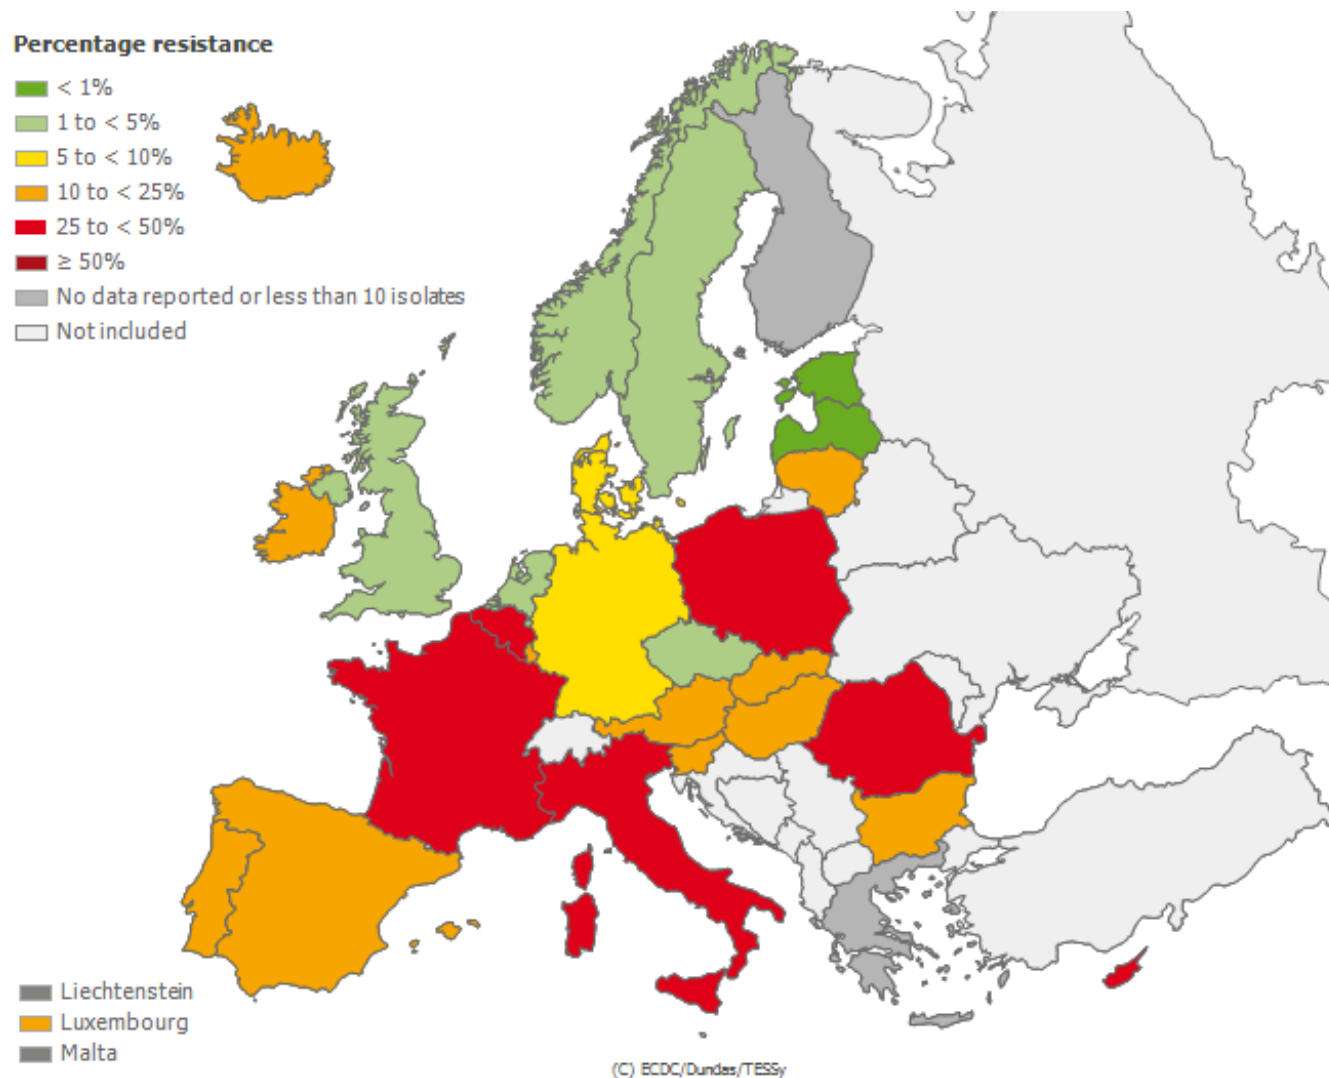 Percentage resistance
< 1%
1 to < 5%
5 to < 10%
10 to < 25%
25 to < 50%
≥ 50%
No data reported or less than 10 isolates
Not included
Liechtenstein
Luxembourg
Malta
(C) ECDC/Dundas/TESSy